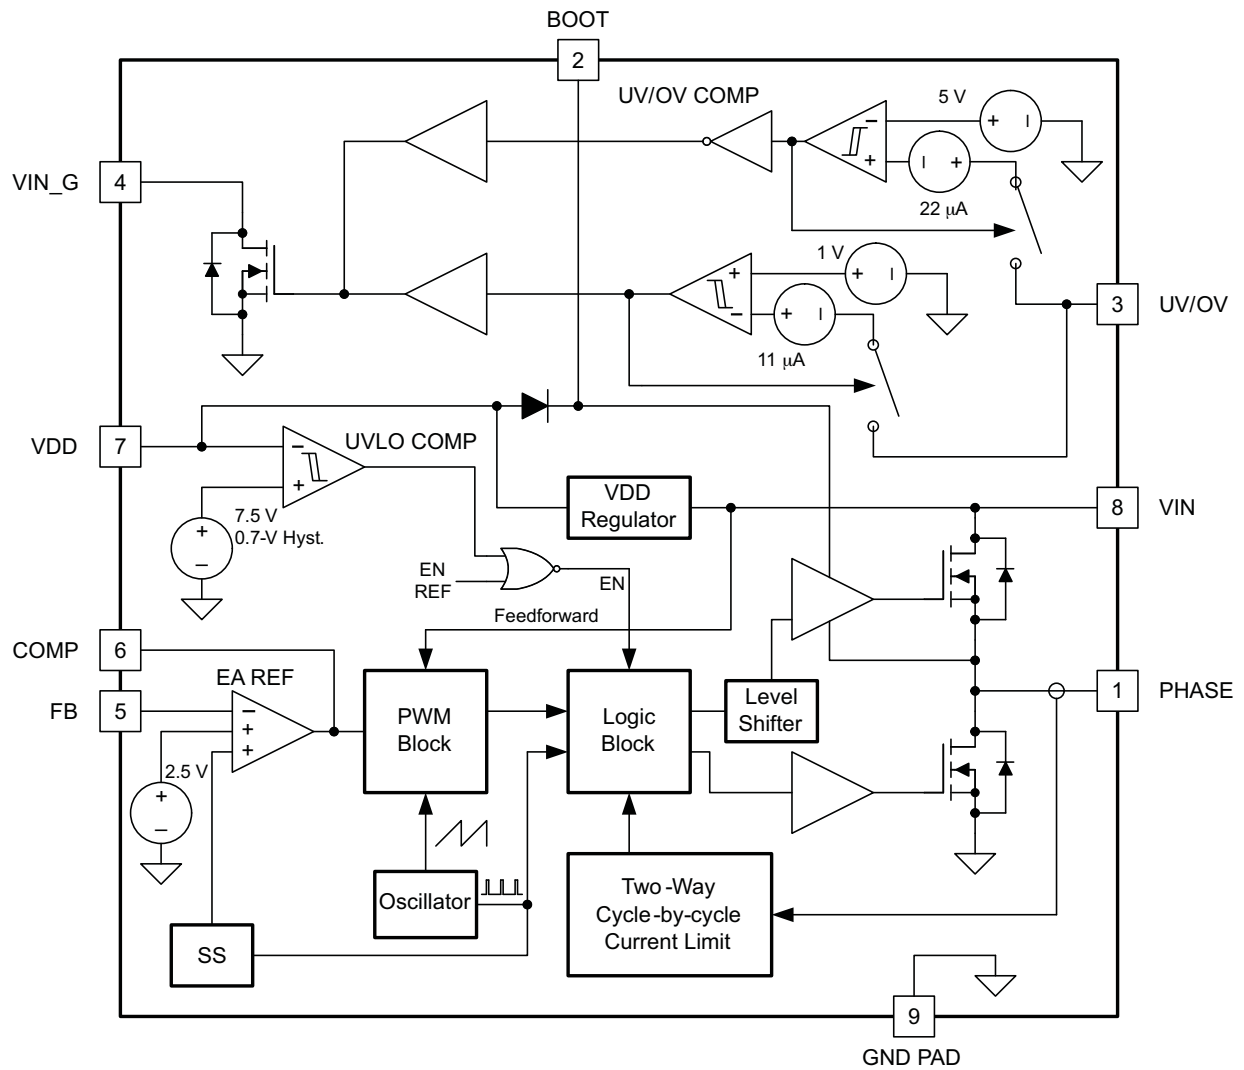 BOOT
2
UV/OV COMP
5 V
+
I
−
+
I
+
22 µA
VIN_G
4
1 V
+
I
+
−
+
I
11 µA
3
UV/OV
VDD
7
UVLO COMP
−
+
7.5 V
0.7-V Hyst.
+
−
VDD
Regulator
8
VIN
EN
REF
EN
Feedforward
COMP
6
FB
5
EA REF
−
+
+
2.5 V
+
−
PWM
Block
Logic
Block
Level
Shifter
1
PHASE
Oscillator
Two-Way
Cycle-by-cycle
Current Limit
SS
9
GND PAD